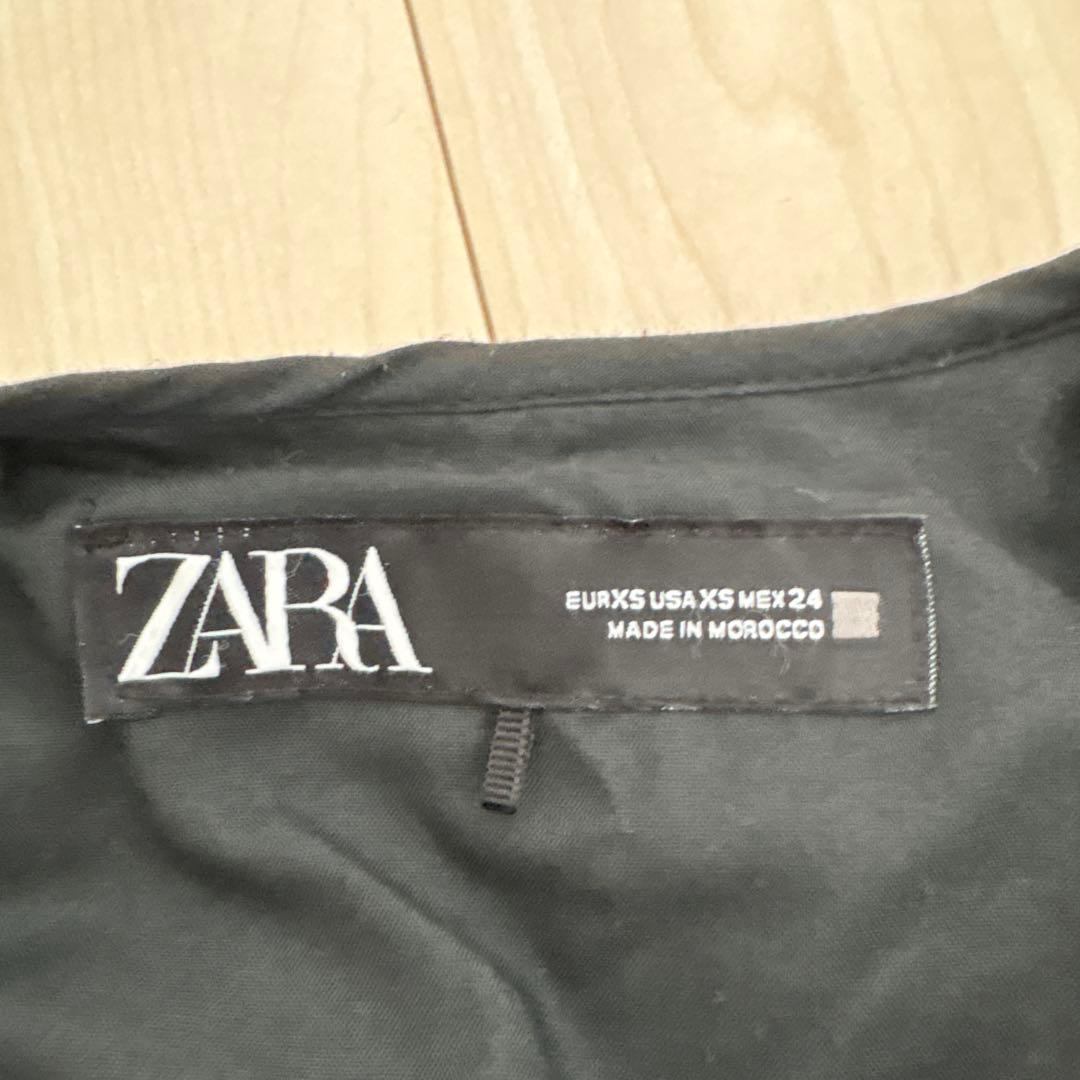 ZARA
EUR XS USA XS MEX 24
MADE IN MOROCCO